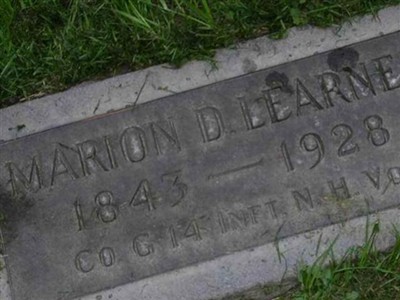 MARION D. LEARNED
1843 — 1928
CO G 14 INFT. N. H. VOL